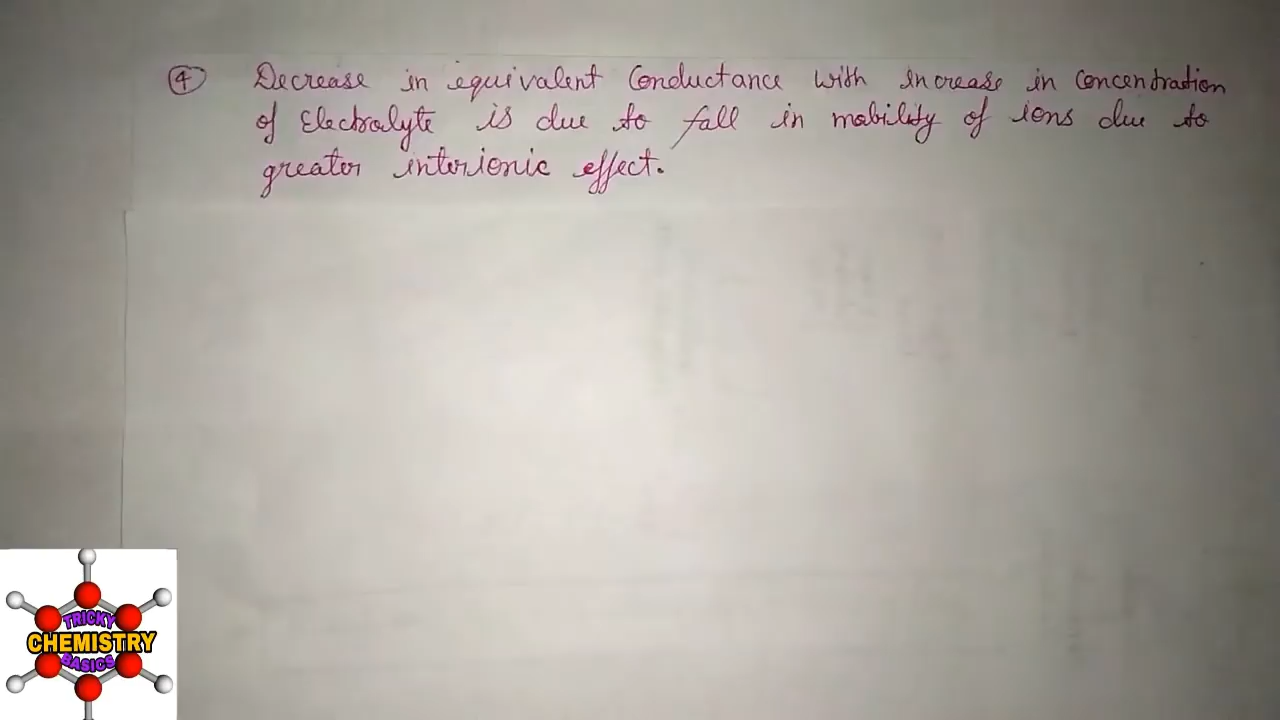 ④ Decrease in equivalent Conductance with increase in Concentration
of Electrolyte is due to fall in mobility of ions due to
greater interionic effect.
TRICKY
CHEMISTRY
BASICS